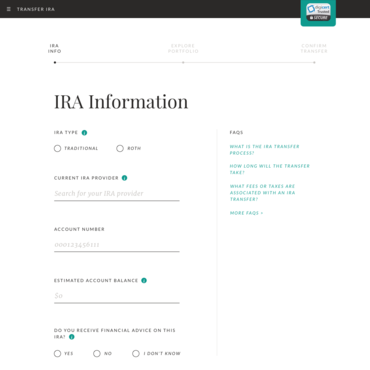 TRANSFER IRA
SECURE
IRA
INFO
EXPLORE
PORTFOLIO
CONFIRM
TRANSFER
IRA Information
IRA TYPE
TRADITIONAL
ROTH
CURRENT IRA PROVIDER
Search for your IRA provider
ACCOUNT NUMBER
000123456111
ESTIMATED ACCOUNT BALANCE
$0
DO YOU RECEIVE FINANCIAL ADVICE ON THIS
IRA?
YES
NO
I DON'T KNOW
FAQS
WHAT IS THE IRA TRANSFER
PROCESS?
HOW LONG WILL THE TRANSFER
TAKE?
WHAT FEES OR TAXES ARE
ASSOCIATED WITH AN IRA
TRANSFER?
MORE FAQS >